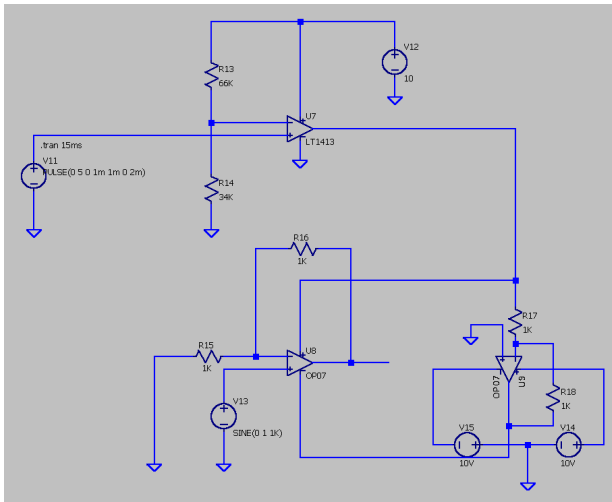 V12
10
R13
66K
U7
LT1413
.tran 15ms
V11
PULSE(0 5 0 1m 1m 0 2m)
R14
34K
R16
1K
R17
1K
R15
1K
U8
OP07
V13
SINE(0 1 1K)
OP07
U9
R18
1K
V15
10V
V14
10V